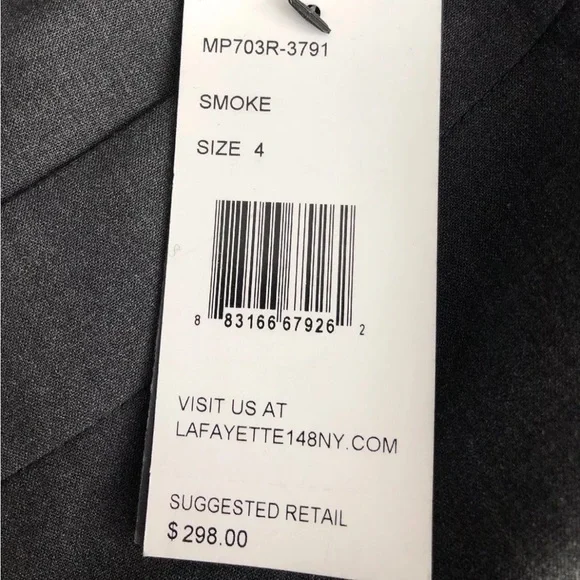 MP703R-3791
SMOKE
SIZE 4
8 83166 67926 2
VISIT US AT
LAFAYETTE148NY.COM
SUGGESTED RETAIL
$298.00